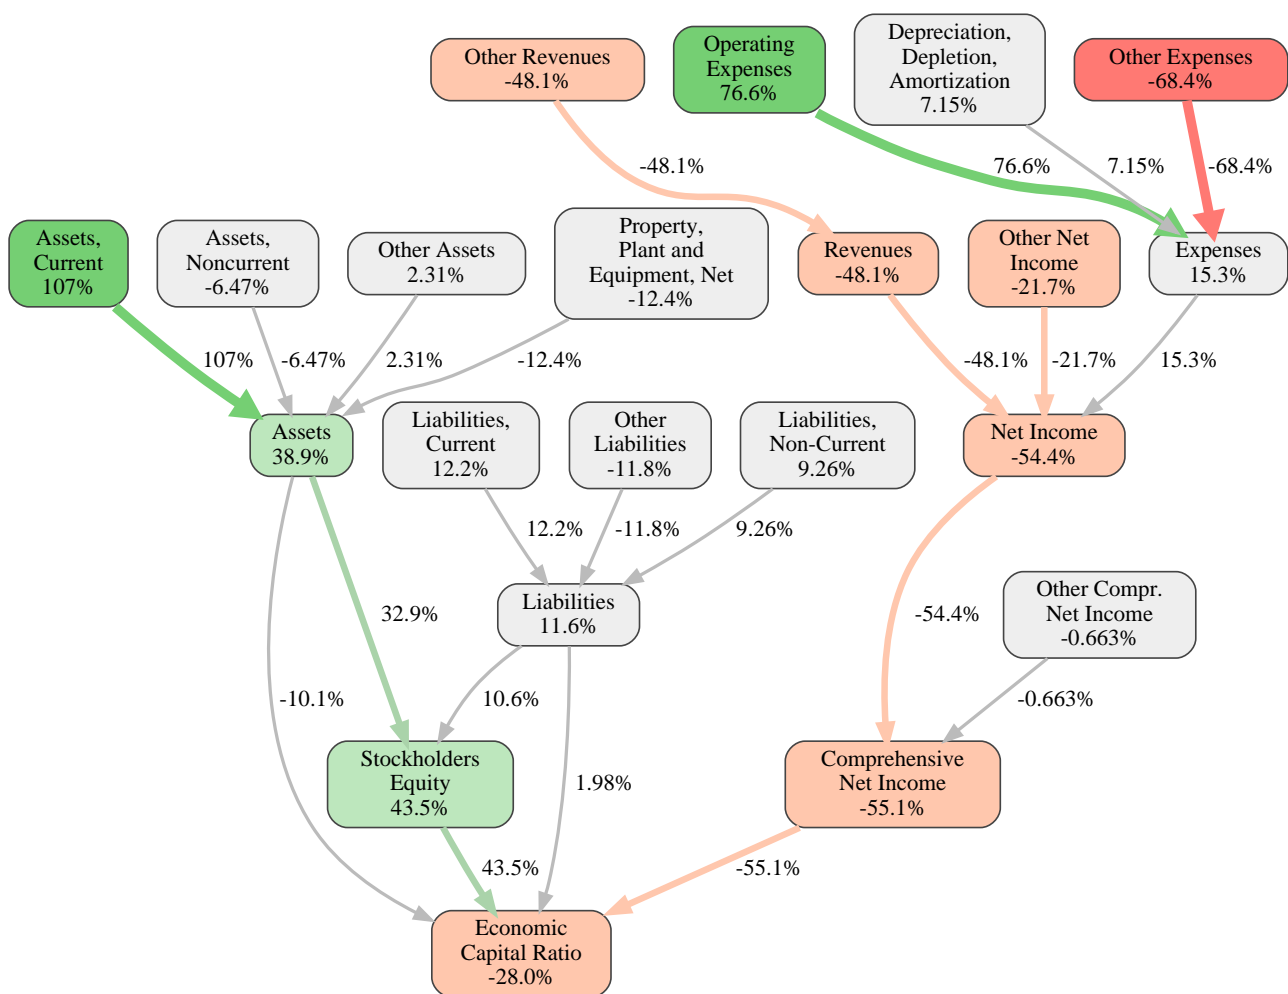 Other Revenues
-48.1%
Operating
Expenses
76.6%
Depreciation,
Depletion,
Amortization
7.15%
Other Expenses
-68.4%
-48.1%
76.6%
7.15%
-68.4%
Assets,
Current
107%
Assets,
Noncurrent
-6.47%
Other Assets
2.31%
Property,
Plant and
Equipment, Net
-12.4%
Revenues
-48.1%
Other Net
Income
-21.7%
Expenses
15.3%
107%
-6.47%
2.31%
-12.4%
-48.1%
-21.7%
15.3%
Assets
38.9%
Liabilities,
Current
12.2%
Other
Liabilities
-11.8%
Liabilities,
Non-Current
9.26%
Net Income
-54.4%
12.2%
-11.8%
9.26%
32.9%
Liabilities
11.6%
-54.4%
Other Compr.
Net Income
-0.663%
-10.1%
10.6%
1.98%
-0.663%
Stockholders
Equity
43.5%
Comprehensive
Net Income
-55.1%
43.5%
-55.1%
Economic
Capital Ratio
-28.0%